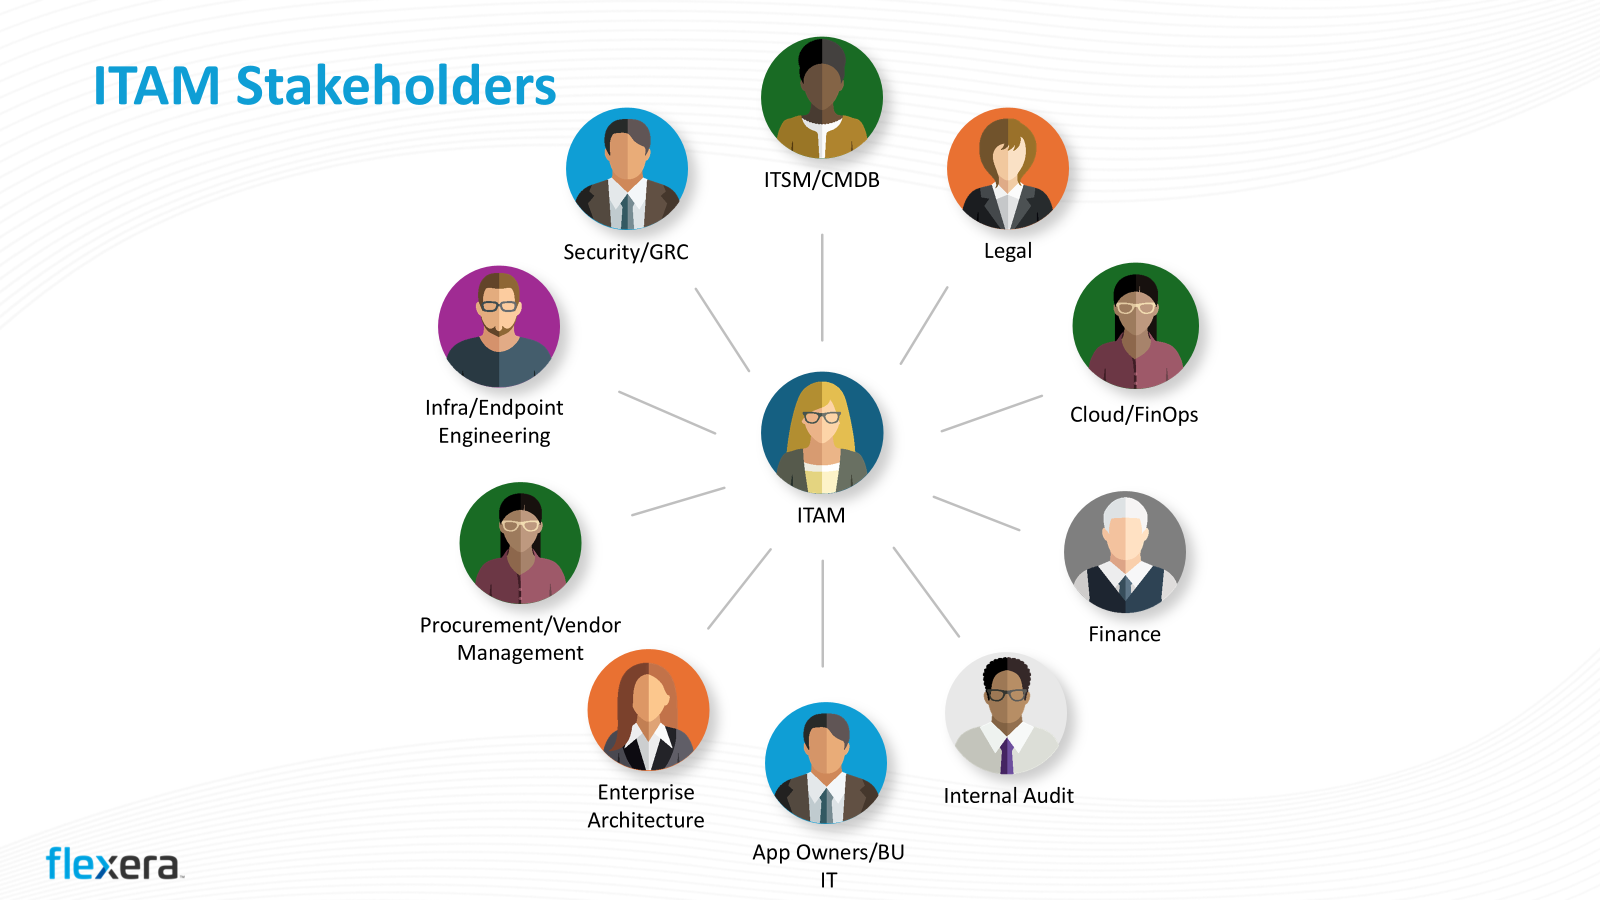 ITAM Stakeholders
ITSM/CMDB
Security/GRC
Legal
Infra/Endpoint
Engineering
Cloud/FinOps
ITAM
Procurement/Vendor
Management
Finance
Enterprise
Architecture
Internal Audit
App Owners/BU
IT
flexera